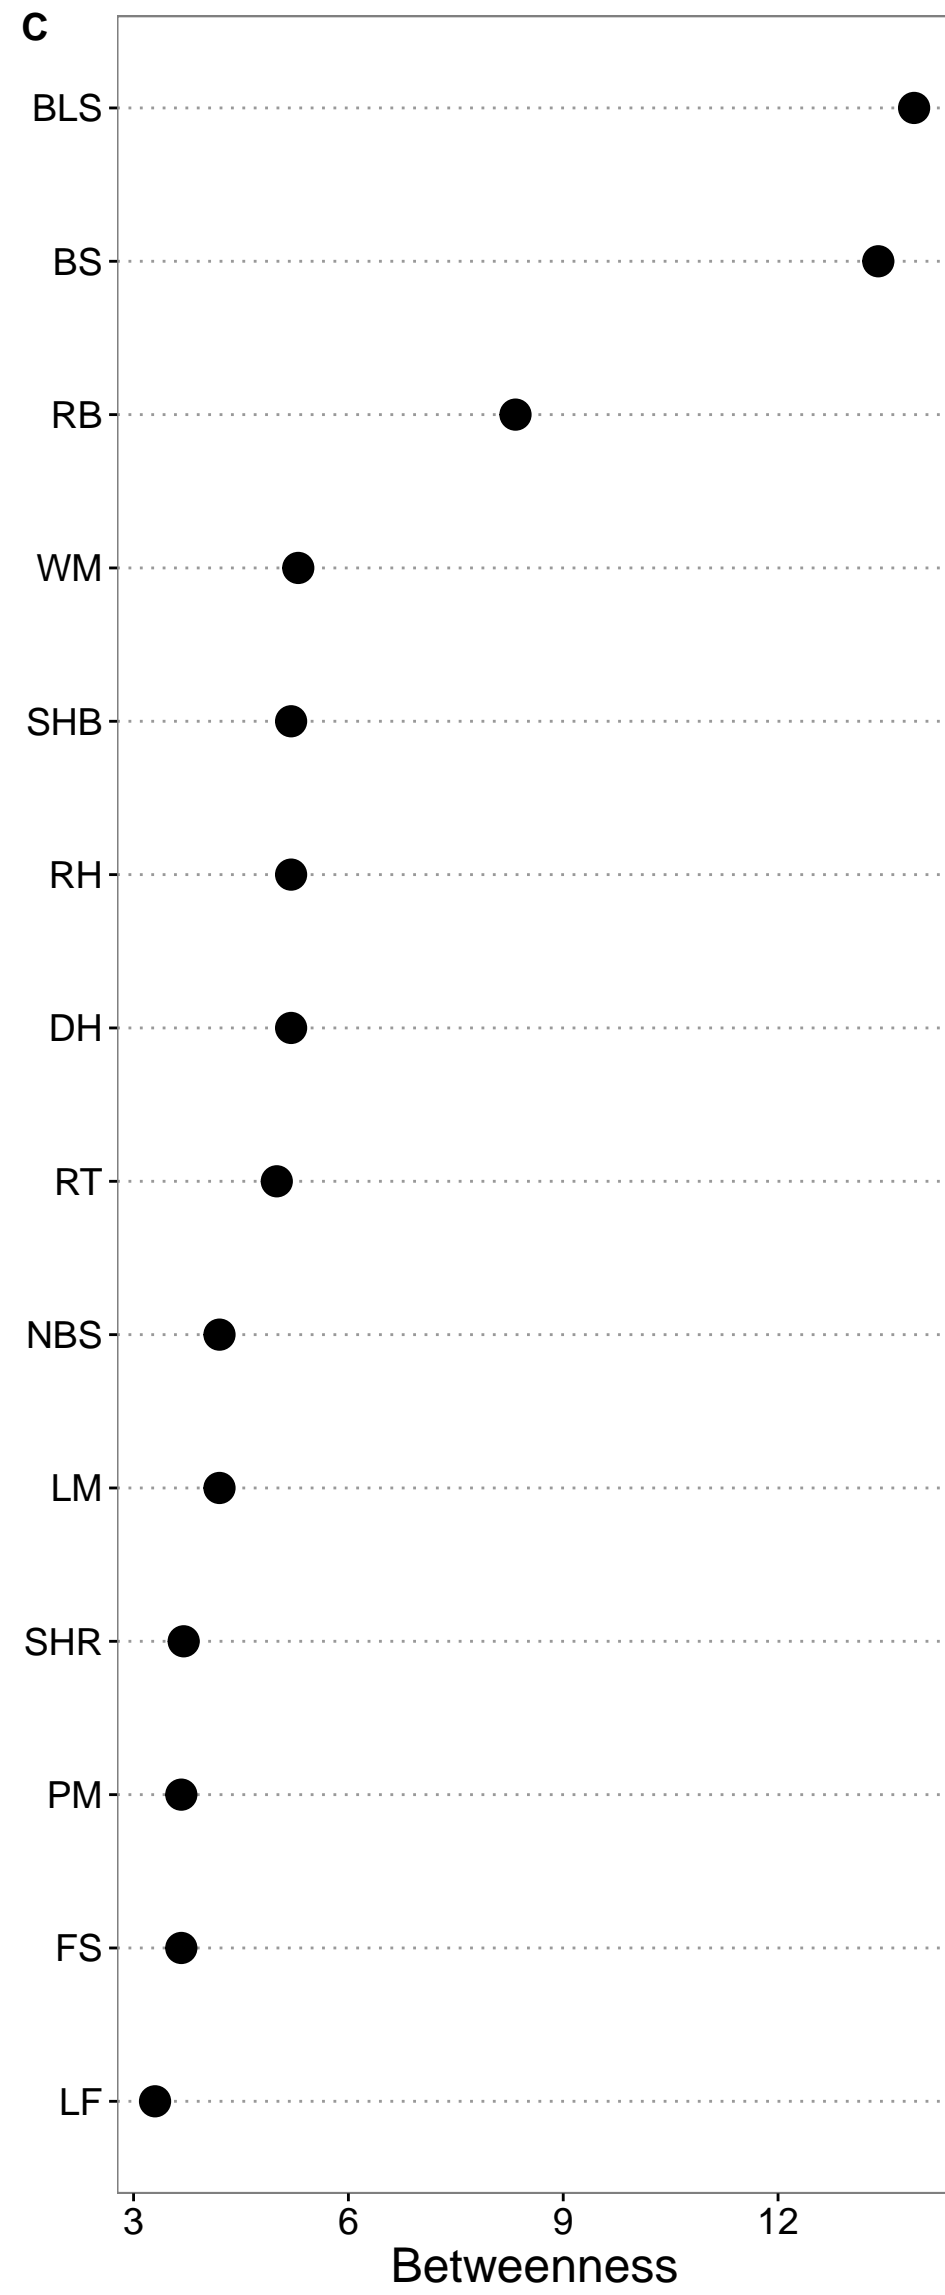 C
BLS
BS
RB
WM
SHB
RH
DH
RT
NBS
LM
SHR
PM
FS
LF
3 6 9 12
Betweenness